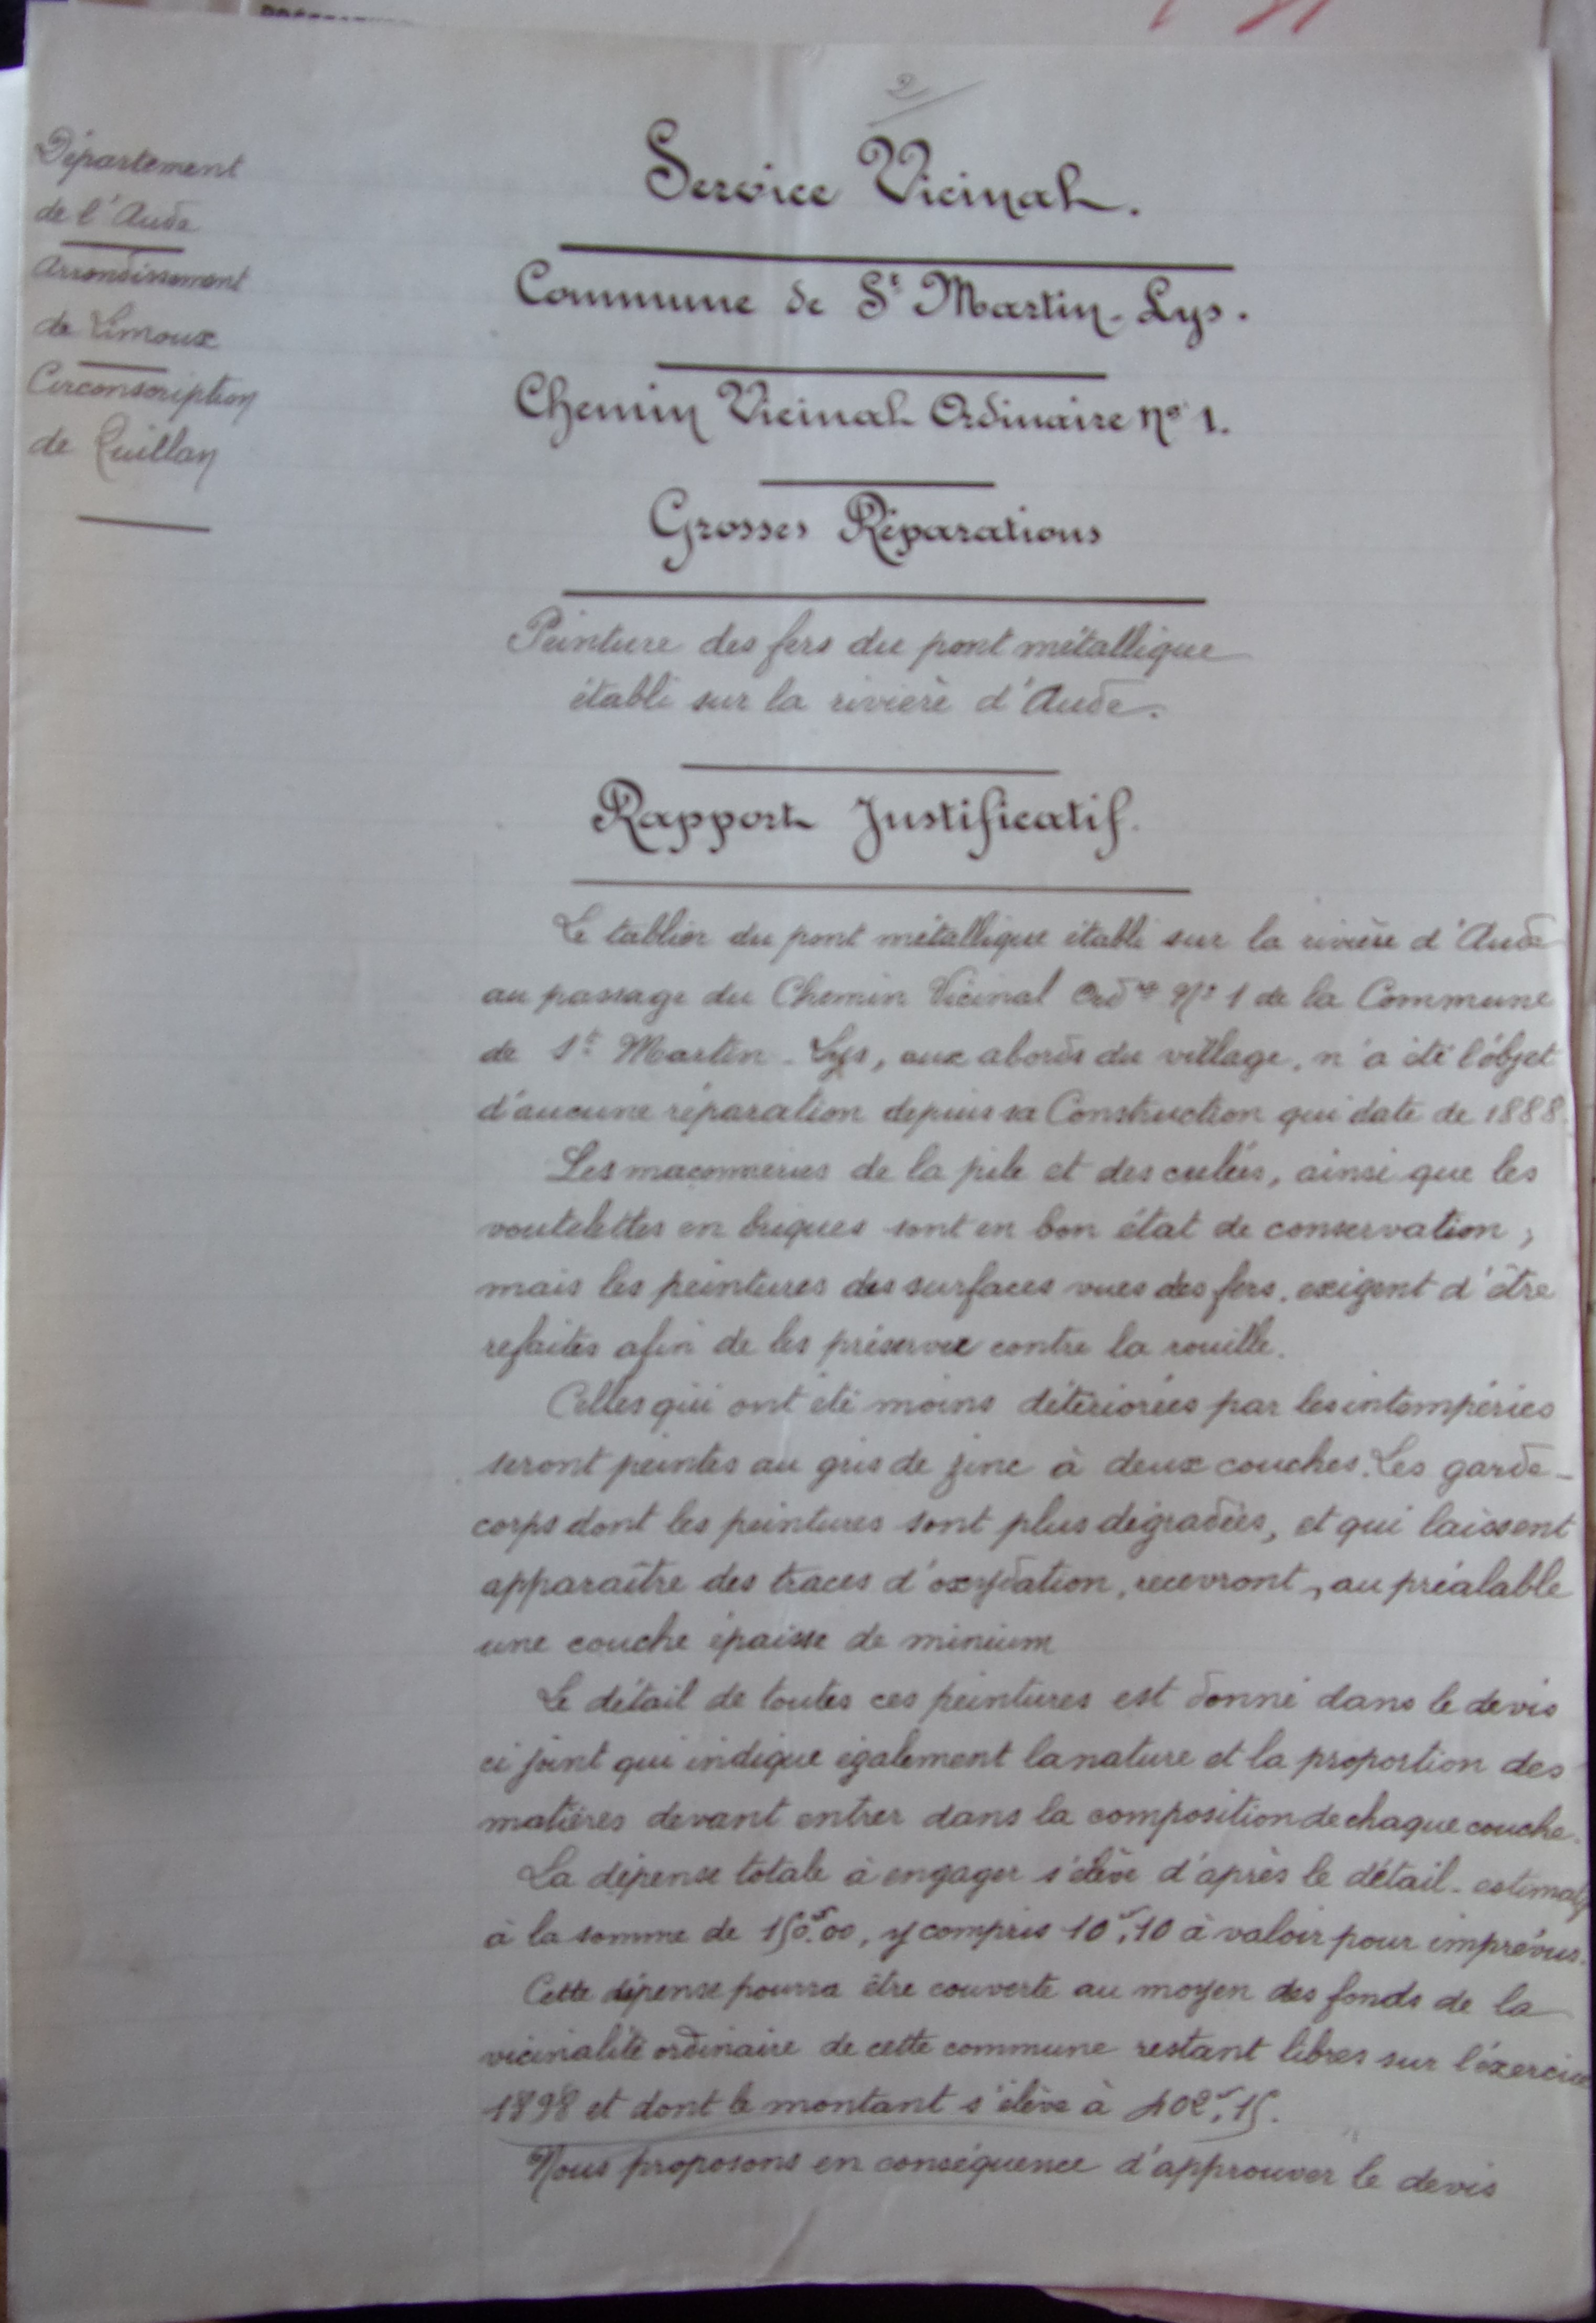 2
Département
de l'Aude
Arrondissement
de Limoux
Circonscription
de Quillan
Service Vicinal.
Commune de St Martin-Lys.
Chemin Vicinal Ordinaire No 1.
Grosses Réparations
Peinture des fers du pont métallique
établi sur la rivière d'Aude.
Rapport Justificatif.
Le tablier du pont métallique établi sur la rivière d'Aude
au passage du Chemin Vicinal Ordre No 1 de la Commune
de St Martin-Lys, aux abords du village, n'a été l'objet
d'aucune réparation depuis sa Construction qui date de 1888.
Les maçonneries de la pile et des culées, ainsi que les
voutelettes en briques sont en bon état de conservation,
mais les peintures des surfaces vues des fers, exigent d'être
refaites afin de les préserver contre la rouille.
Celles qui ont été moins détériorées par les intempéries
seront peintes au gris de zinc à deux couches. Les garde-
corps dont les peintures sont plus dégradées, et qui laissent
apparaître des traces d'oxydation, recevront, au préalable
une couche épaisse de minium
Le détail de toutes ces peintures est donné dans le devis
ci joint qui indique également la nature et la proportion des
matières devant entrer dans la composition de chaque couche.
La dépense totale à engager s'élève d'après le détail-estimatif
à la somme de 150f.00, y compris 10f,10 à valoir pour imprévus.
Cette dépense pourra être couverte au moyen des fonds de la
vicinalité ordinaire de cette commune restant libres sur l'éxercice
1898 et dont le montant s'élève à 402f,15.
Nous proposons en conséquence d'approuver le devis